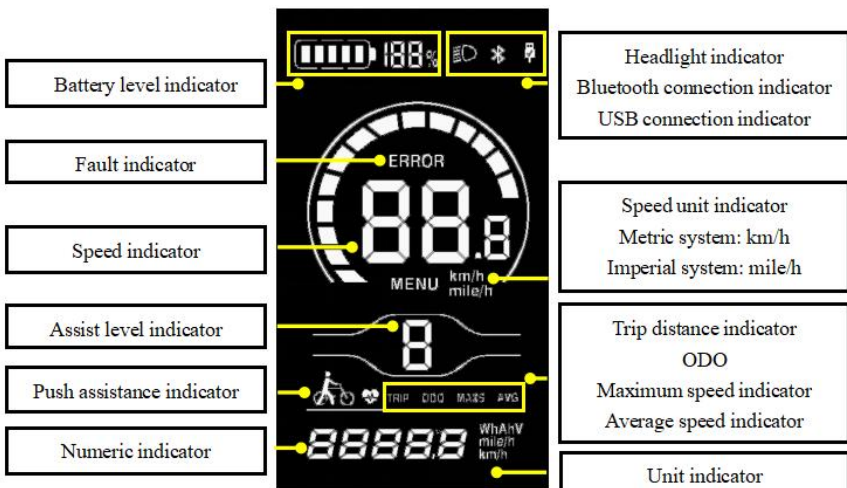 Battery level indicator
Fault indicator
Speed indicator
Assist level indicator
Push assistance indicator
Numeric indicator
188%
ERROR
88.8
MENU
km/h
mile/h
8
TRIP ODO MAXS AVG
88888
WhAhV
mile/h
km/h
Headlight indicator
Bluetooth connection indicator
USB connection indicator
Speed unit indicator
Metric system: km/h
Imperial system: mile/h
Trip distance indicator
ODO
Maximum speed indicator
Average speed indicator
Unit indicator